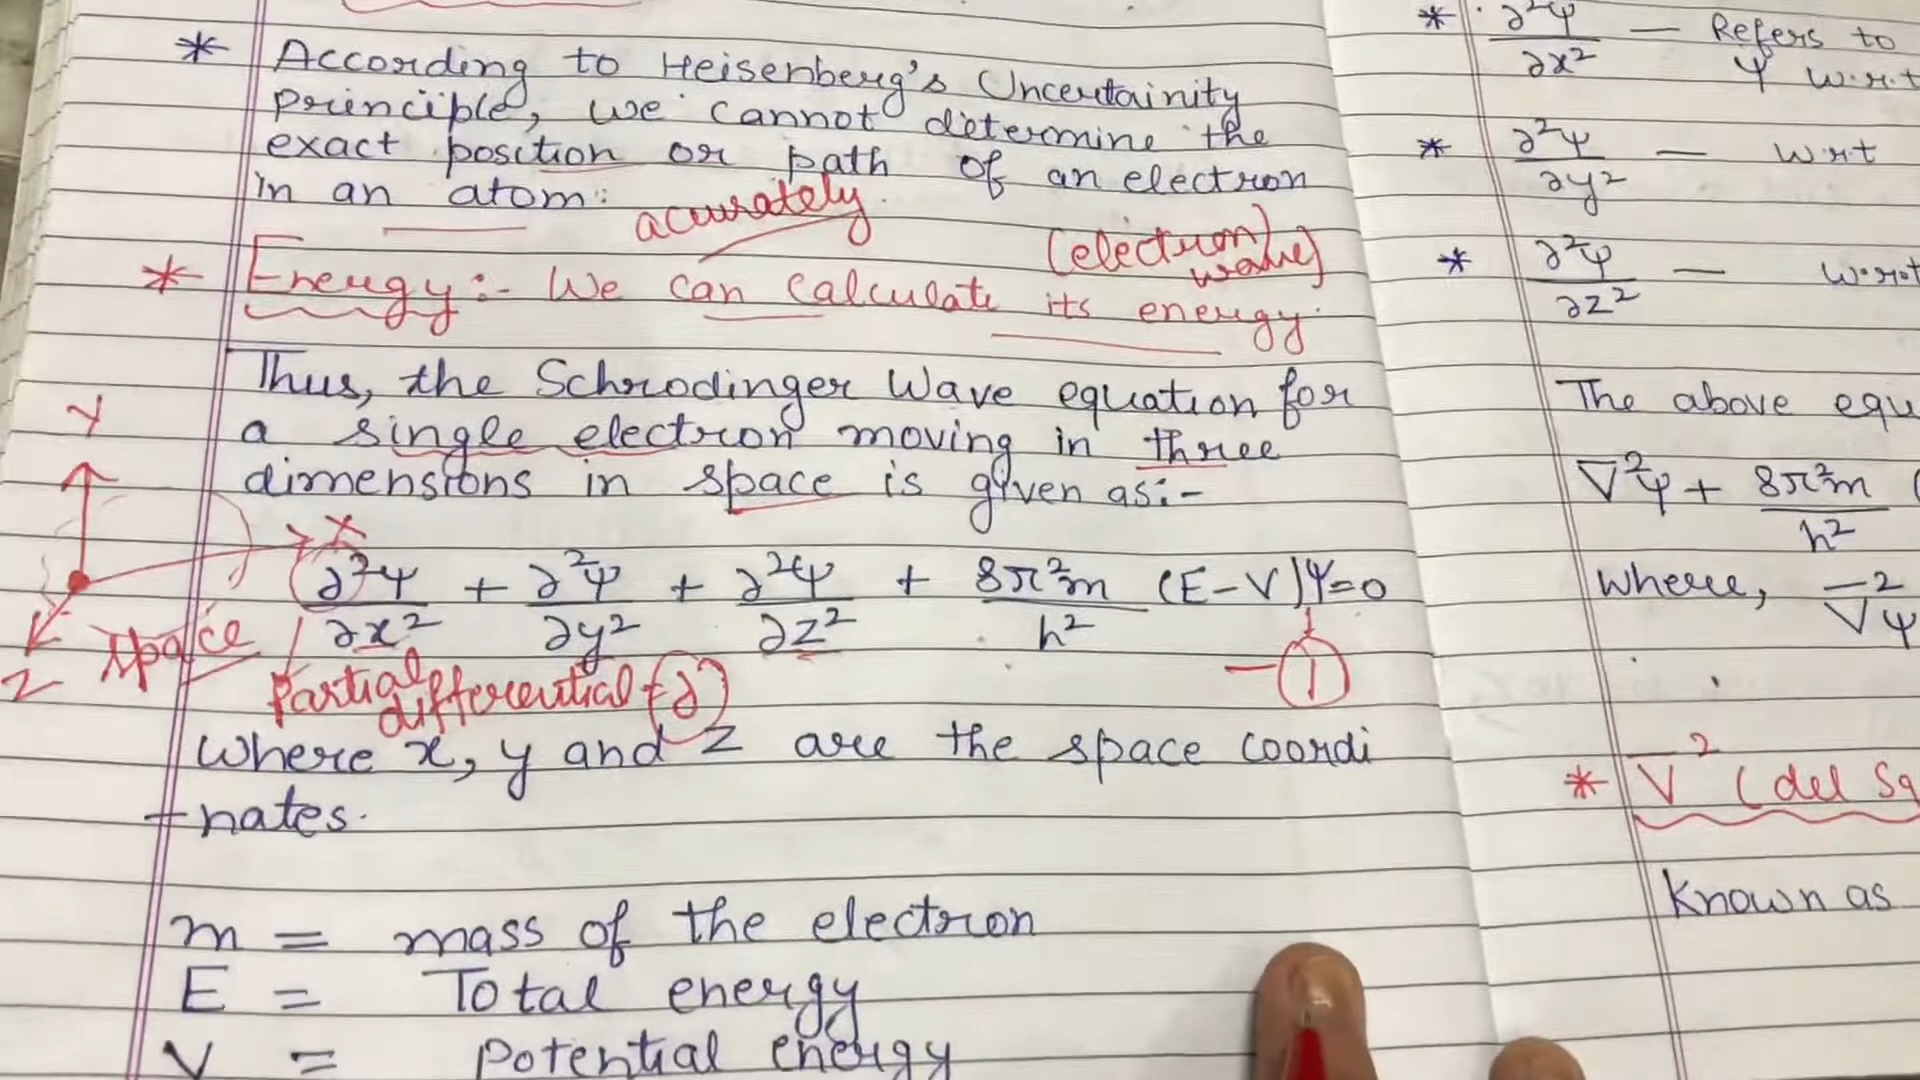 * According to Heisenberg's Uncertainity
principle, we cannot determine the
exact position or path of an electron
in an atom.
accurately
(electron wave)
* Energy:- We can calculate its energy.
Thus, the Schrodinger Wave equation for
a single electron moving in three
dimensions in space is given as:-
Y
X
Z
space
∂²ψ/∂x² + ∂²ψ/∂y² + ∂²ψ/∂z² + 8π²m/h² (E-V)ψ=0
— 1
Partial differential (∂)
where x, y and z are the space coordi
-nates.
m = mass of the electron
E = Total energy
V = Potential energy
* ∂²ψ/∂x² — Refers to
ψ w.r.t
* ∂²ψ/∂y² — w.r.t
* ∂²ψ/∂z² — w.r.t
The above equ
∇²ψ + 8π²m/h² (
where, ∇²ψ
* ∇² (del Sq
Known as